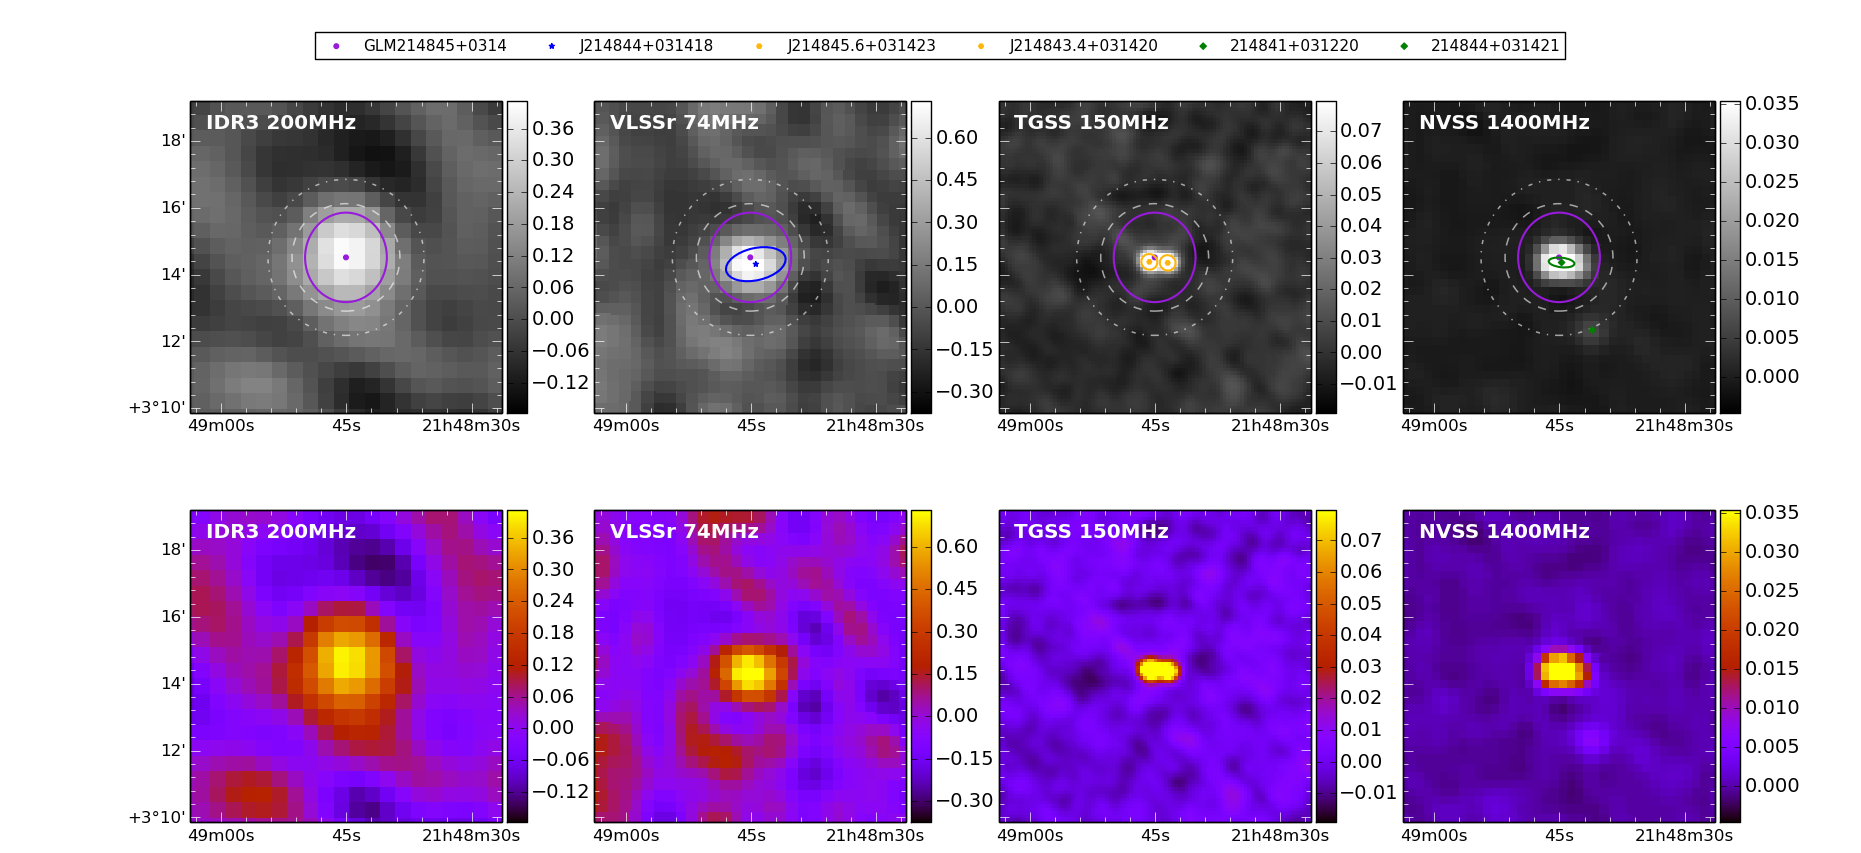 GLM214845+0314 J214844+031418 J214845.6+031423 J214843.4+031420 214841+031220 214844+031421
IDR3 200MHz VLSSr 74MHz TGSS 150MHz NVSS 1400MHz
18' 16' 14' 12' +3°10'
0.36 0.30 0.24 0.18 0.12 0.06 0.00 −0.06 −0.12
0.60 0.45 0.30 0.15 0.00 −0.15 −0.30
0.07 0.06 0.05 0.04 0.03 0.02 0.01 0.00 −0.01
0.035 0.030 0.025 0.020 0.015 0.010 0.005 0.000
49m00s 45s 21h48m30s 49m00s 45s 21h48m30s 49m00s 45s 21h48m30s 49m00s 45s 21h48m30s
IDR3 200MHz VLSSr 74MHz TGSS 150MHz NVSS 1400MHz
18' 16' 14' 12' +3°10'
0.36 0.30 0.24 0.18 0.12 0.06 0.00 −0.06 −0.12
0.60 0.45 0.30 0.15 0.00 −0.15 −0.30
0.07 0.06 0.05 0.04 0.03 0.02 0.01 0.00 −0.01
0.035 0.030 0.025 0.020 0.015 0.010 0.005 0.000
49m00s 45s 21h48m30s 49m00s 45s 21h48m30s 49m00s 45s 21h48m30s 49m00s 45s 21h48m30s